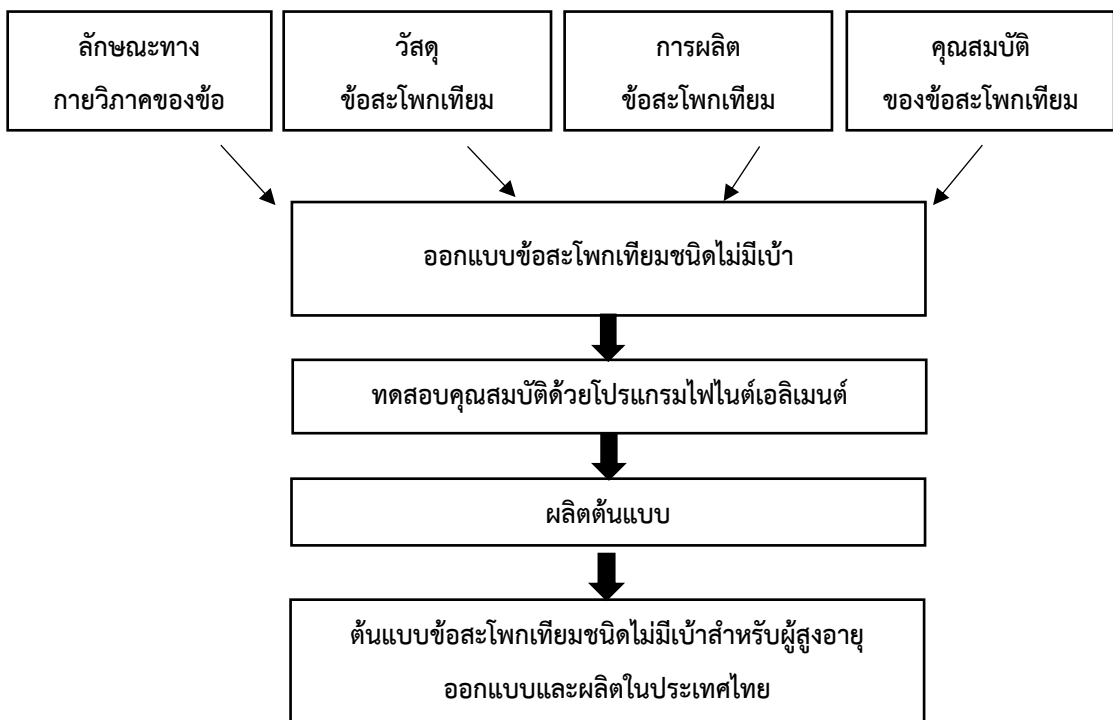 ลักษณะทาง
กายวิภาคของข้อ
วัสดุ
ข้อสะโพกเทียม
การผลิต
ข้อสะโพกเทียม
คุณสมบัติ
ของข้อสะโพกเทียม
ออกแบบข้อสะโพกเทียมชนิดไม่มีเบ้า
ทดสอบคุณสมบัติด้วยโปรแกรมไฟไนต์เอลิเมนต์
ผลิตต้นแบบ
ต้นแบบข้อสะโพกเทียมชนิดไม่มีเบ้าสำหรับผู้สูงอายุ
ออกแบบและผลิตในประเทศไทย